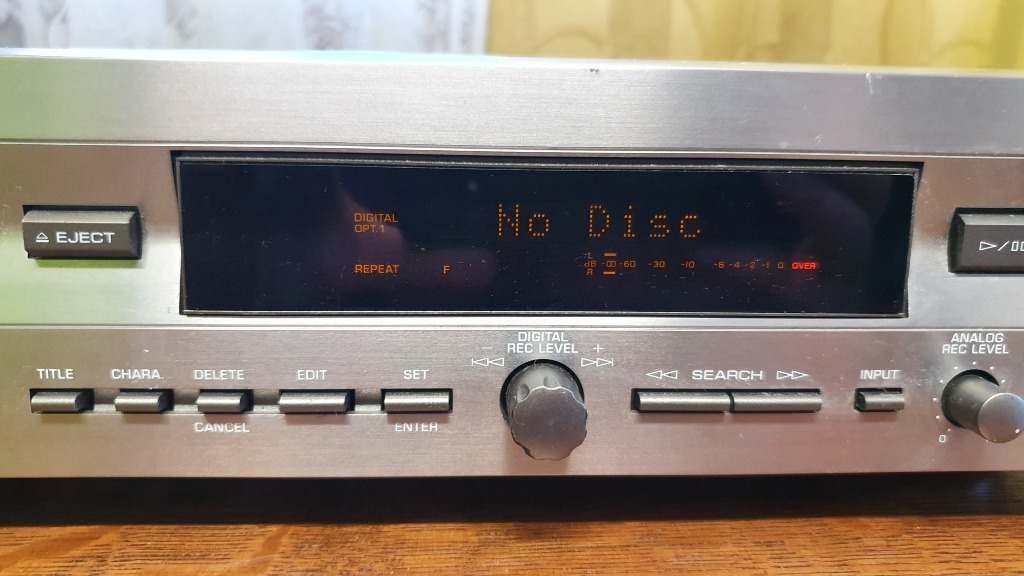 DIGITAL
OPT.1
No Disc
REPEAT F
L
dB -∞ -60 -30 -10 -6 -4 -2 -1 0 OVER
R
EJECT
TITLE CHARA. DELETE EDIT SET
CANCEL ENTER
DIGITAL
- REC LEVEL +
SEARCH
INPUT
ANALOG
REC LEVEL
0